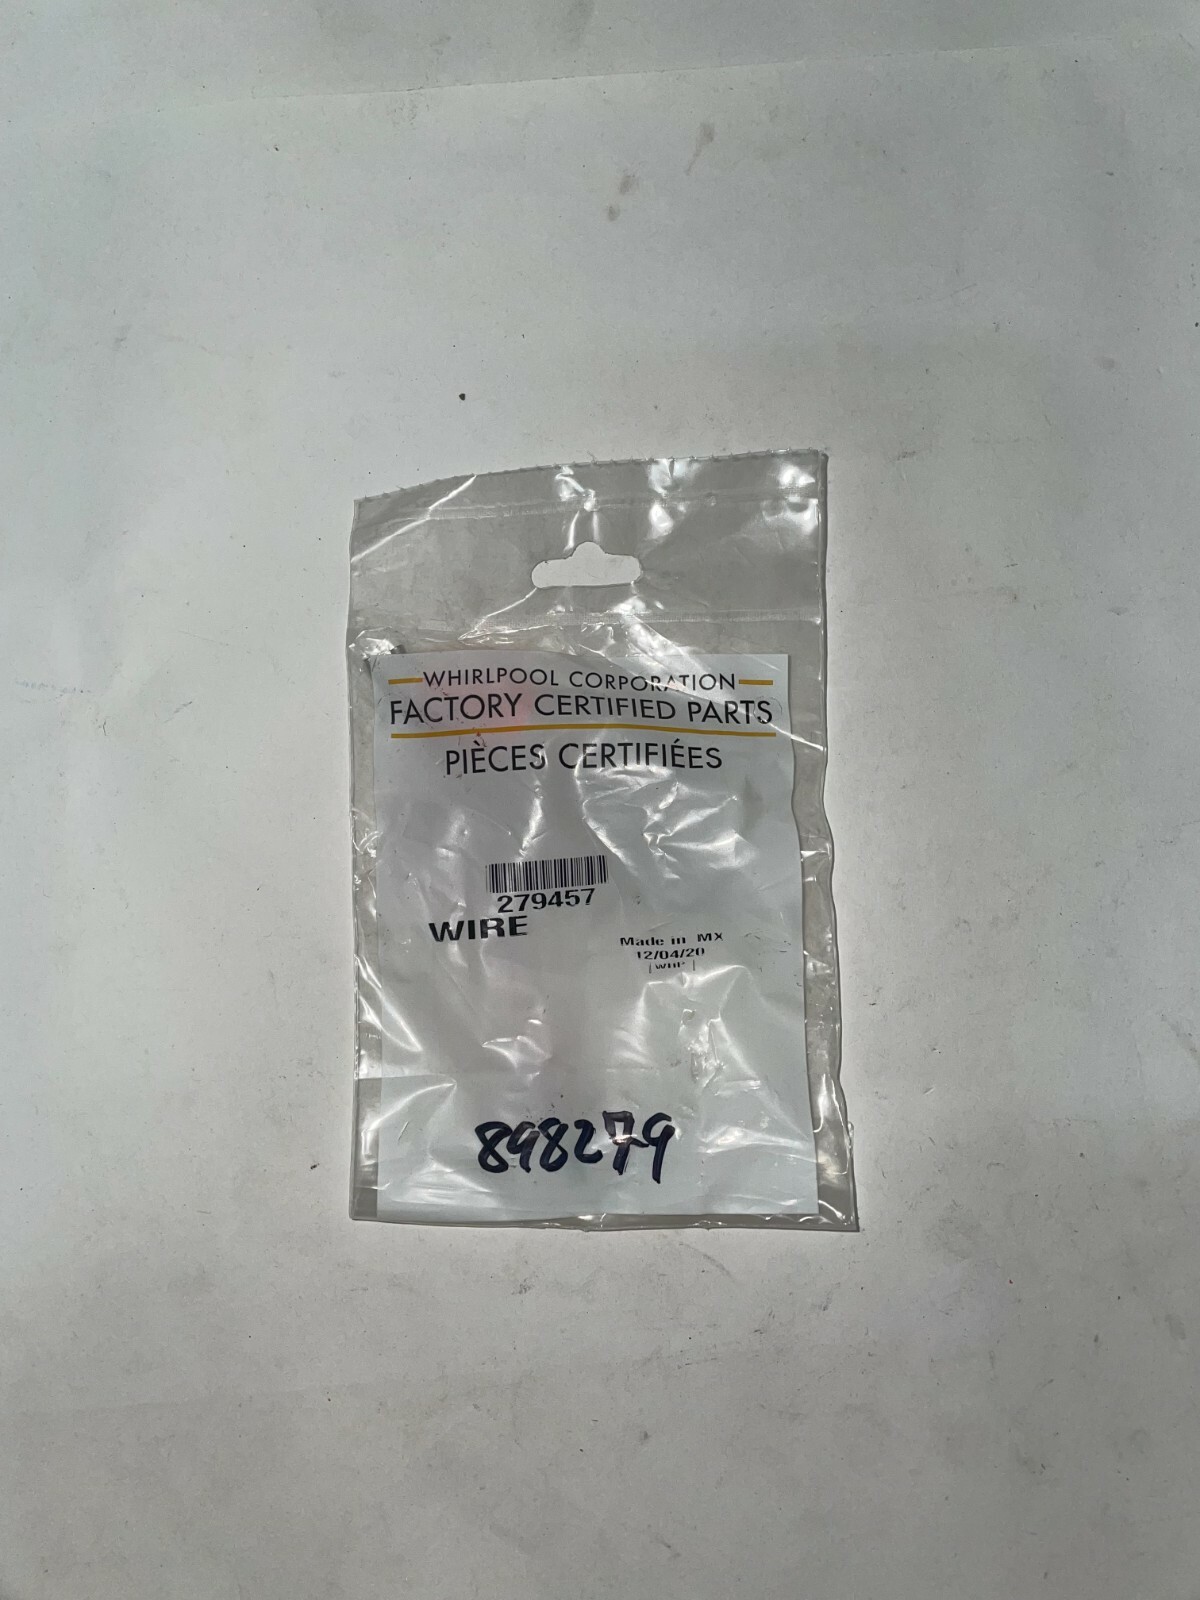 WHIRLPOOL CORPORATION
FACTORY CERTIFIED PARTS
PIÈCES CERTIFIÉES
279457
WIRE
Made in MX
12/04/20
898279